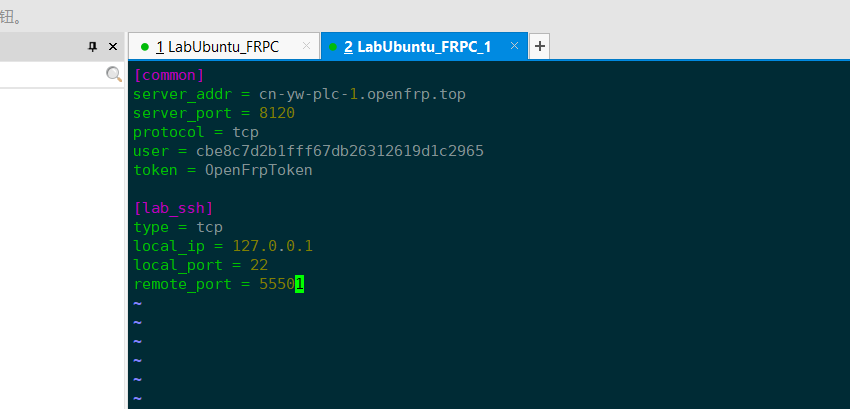 钮。
1 LabUbuntu_FRPC
2 LabUbuntu_FRPC_1
[common]
server_addr = cn-yw-plc-1.openfrp.top
server_port = 8120
protocol = tcp
user = cbe8c7d2b1fff67db26312619d1c2965
token = OpenFrpToken
[lab_ssh]
type = tcp
local_ip = 127.0.0.1
local_port = 22
remote_port = 55501
~
~
~
~
~
~